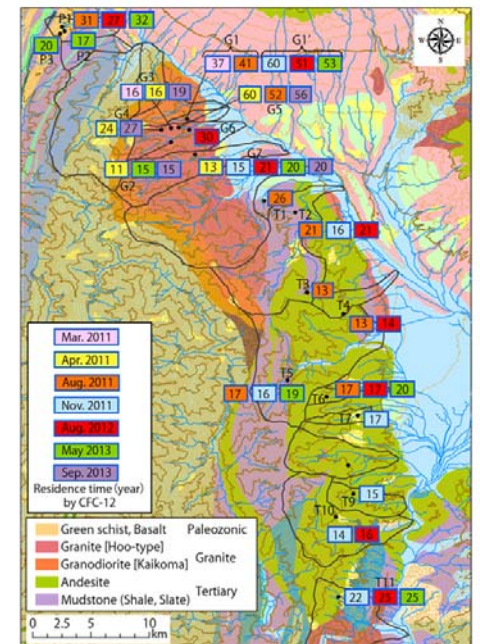 P1 31 27 32
20 17
P3 P2
G1 G1'
37 41 60 51 53
G3
16 16 19
60 52 56
G5
G4
24 27
G6
30
G7
11 15 15 13 15 21 20 20
G2
26
T1 T2
21 16 21
T3
13
T4
13 14
T5
17 16 19
17 17 20
T6
T7 17
15
T9
T10
14 16
T11
22 23 25
N
W E
S
Mar. 2011
Apr. 2011
Aug. 2011
Nov. 2011
Aug. 2012
May 2013
Sep. 2013
Residence time (year)
by CFC-12
Green schist, Basalt Paleozonic
Granite [Hoo-type]
Granite
Granodiorite [Kaikoma]
Andesite
Tertiary
Mudstone (Shale, Slate)
0 2.5 5 10
km